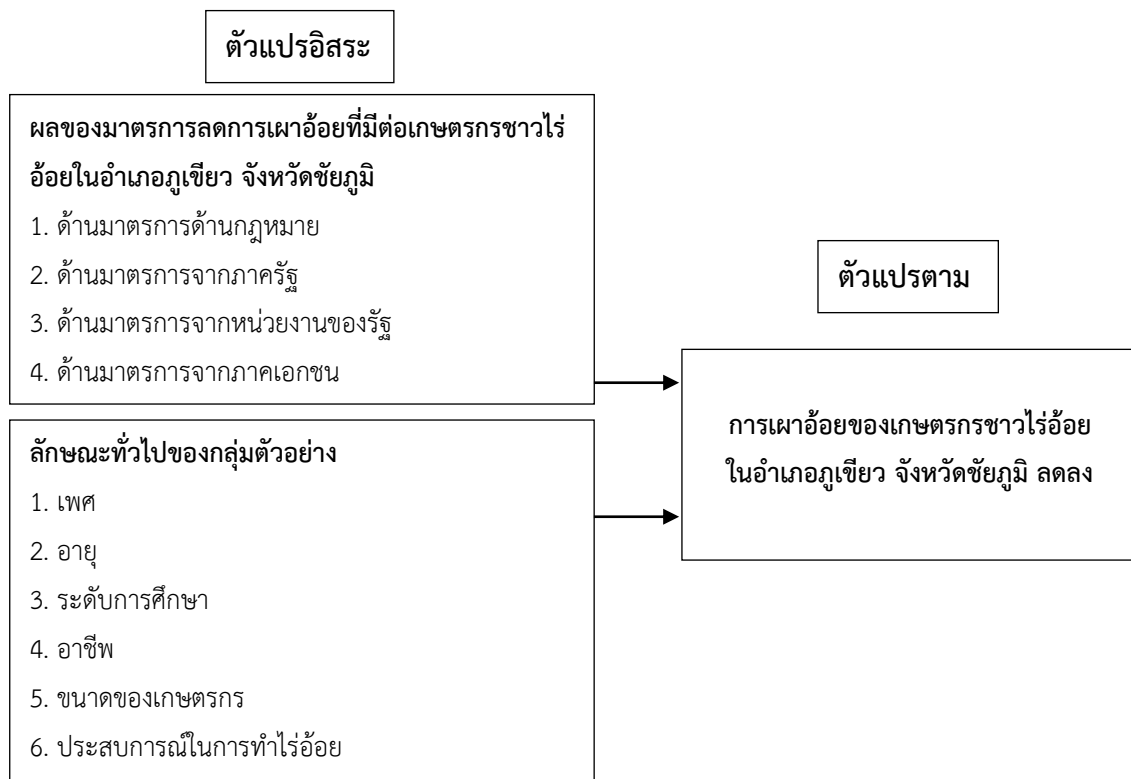 ตัวแปรอิสระ
ผลของมาตรการลดการเผาอ้อยที่มีต่อเกษตรกรชาวไร่
อ้อยในอำเภอภูเขียว จังหวัดชัยภูมิ
1. ด้านมาตรการด้านกฎหมาย
2. ด้านมาตรการจากภาครัฐ
3. ด้านมาตรการจากหน่วยงานของรัฐ
4. ด้านมาตรการจากภาคเอกชน
ลักษณะทั่วไปของกลุ่มตัวอย่าง
1. เพศ
2. อายุ
3. ระดับการศึกษา
4. อาชีพ
5. ขนาดของเกษตรกร
6. ประสบการณ์ในการทำไร่อ้อย
ตัวแปรตาม
การเผาอ้อยของเกษตรกรชาวไร่อ้อย
ในอำเภอภูเขียว จังหวัดชัยภูมิ ลดลง